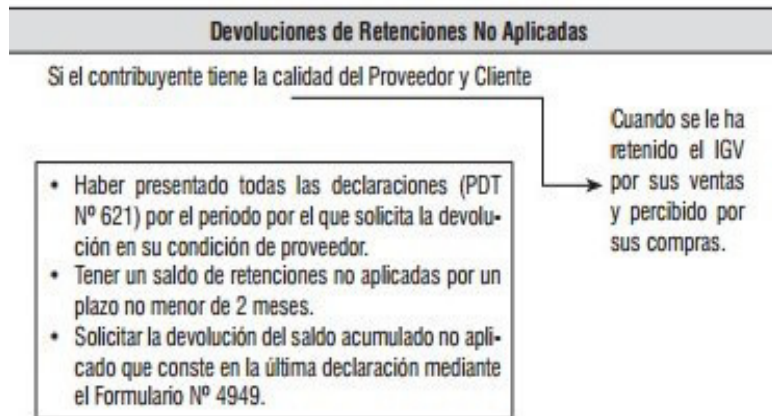 Devoluciones de Retenciones No Aplicadas
Si el contribuyente tiene la calidad del Proveedor y Cliente
Cuando se le ha
retenido el IGV
por sus ventas
y percibido por
sus compras.
• Haber presentado todas las declaraciones (PDT
Nº 621) por el periodo por el que solicita la devolu-
ción en su condición de proveedor.
• Tener un saldo de retenciones no aplicadas por un
plazo no menor de 2 meses.
• Solicitar la devolución del saldo acumulado no apli-
cado que conste en la última declaración mediante
el Formulario Nº 4949.